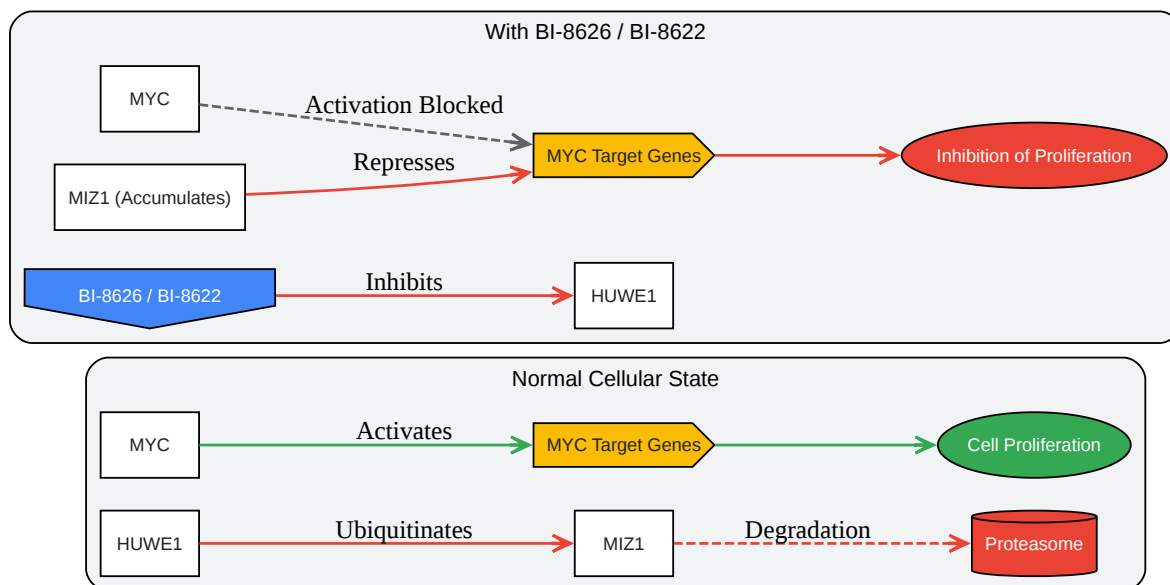 With BI-8626 / BI-8622
MYC
Activation Blocked
MYC Target Genes
Inhibition of Proliferation
Represses
MIZ1 (Accumulates)
BI-8626 / BI-8622
Inhibits
HUWE1
Normal Cellular State
MYC
Activates
MYC Target Genes
Cell Proliferation
HUWE1
Ubiquitinates
MIZ1
Degradation
Proteasome